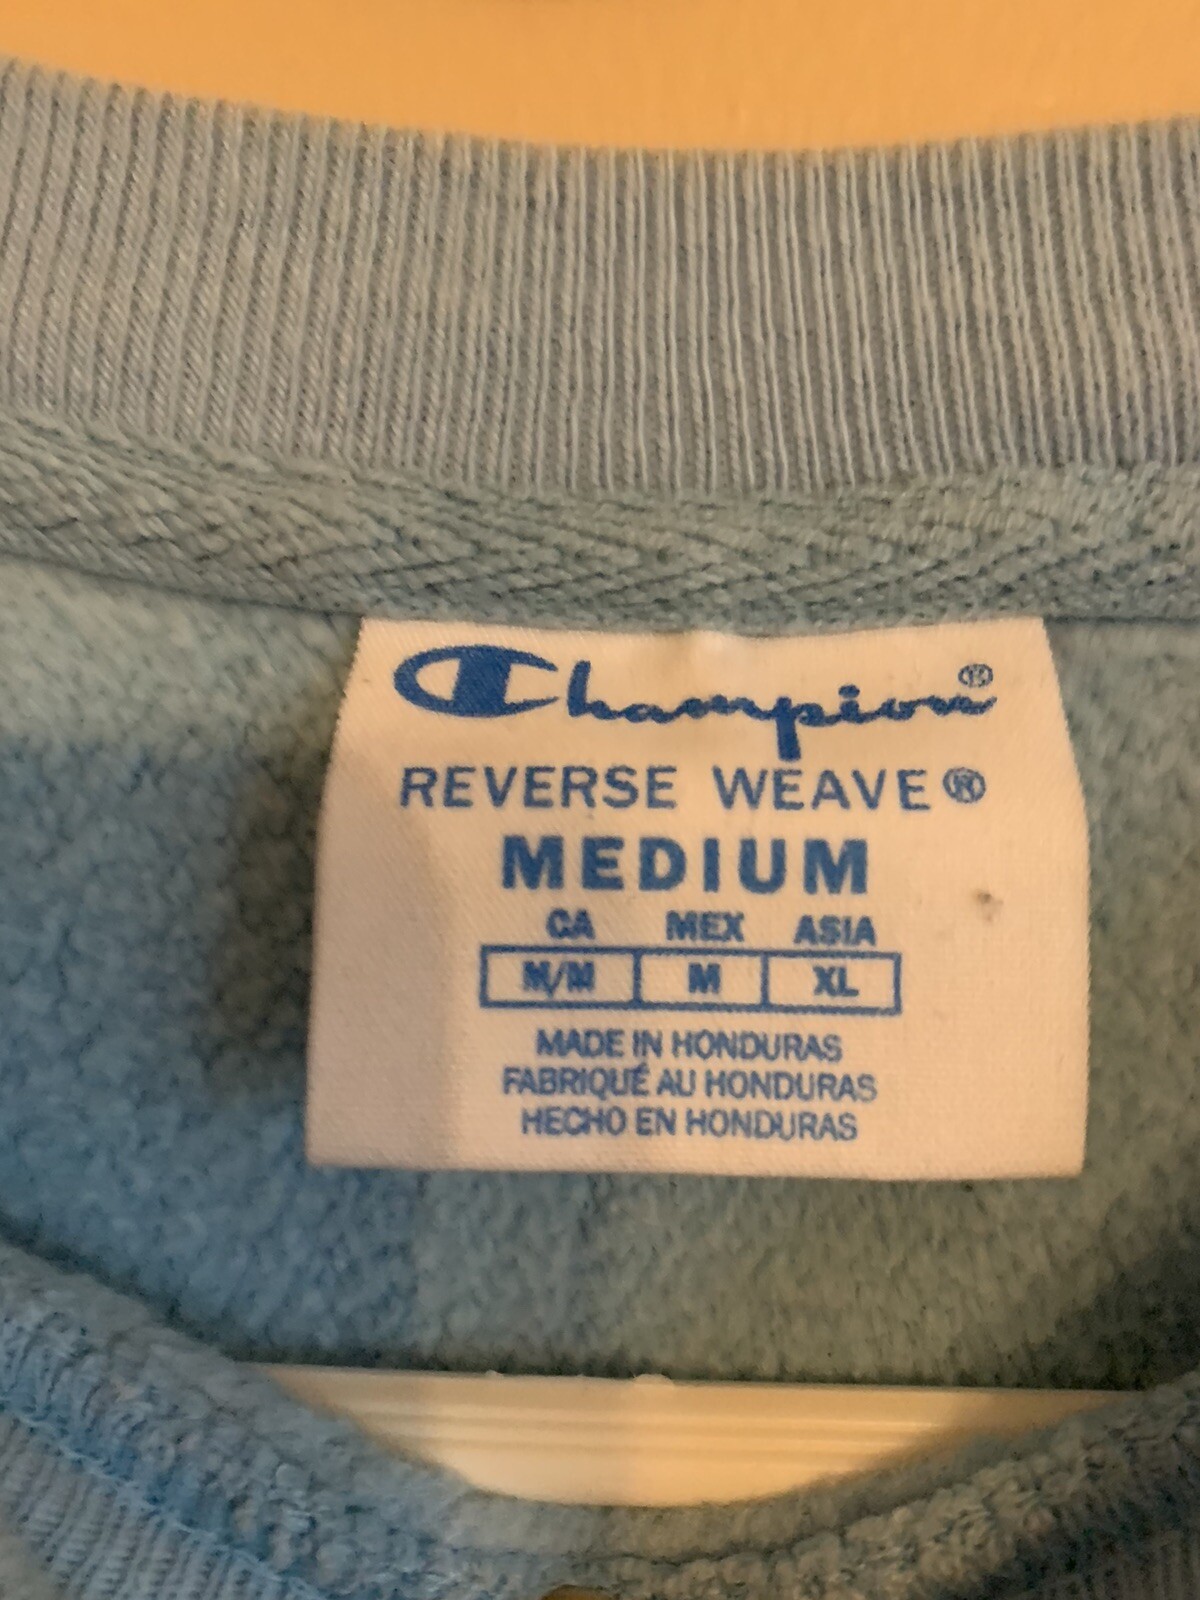 Champion®
REVERSE WEAVE®
MEDIUM
CA MEX ASIA
M/M M XL
MADE IN HONDURAS
FABRIQUÉ AU HONDURAS
HECHO EN HONDURAS